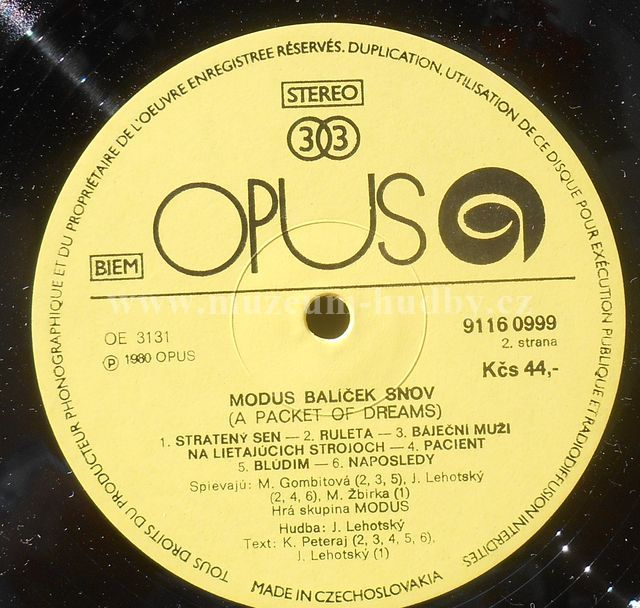 TOUS DROITS DU PRODUCTEUR PHONOGRAPHIQUE ET DU PROPRIÉTAIRE DE L'OEUVRE ENREGISTREE RÉSERVÉS. DUPLICATION, UTILISATION DE CE DISQUE POUR EXÉCUTION PUBLIQUE ET RADIODIFFUSION INTERDITES
STEREO
33
OPUS
BIEM
www.muzeum-hudby.cz
OE 3131
Ⓟ 1980 OPUS
9116 0999
2. strana
Kčs 44,-
MODUS BALÍČEK SNOV
(A PACKET OF DREAMS)
1. STRATENÝ SEN — 2. RULETA — 3. BÁJEČNÍ MUŽI
NA LIETAJÚCICH STROJOCH — 4. PACIENT
5. BLÚDIM — 6. NAPOSLEDY
Spievajú: M. Gombitová (2, 3, 5), J. Lehotský
(2, 4, 6), M. Žbirka (1)
Hrá skupina MODUS
Hudba: J. Lehotský
Text: K. Peteraj (2, 3, 4, 5, 6),
J. Lehotský (1)
MADE IN CZECHOSLOVAKIA